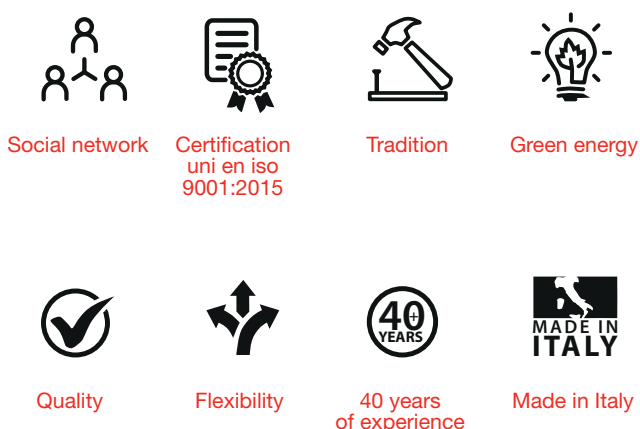 Social network
Certification
uni en iso
9001:2015
Tradition
Green energy
40+
YEARS
MADE IN
ITALY
Quality
Flexibility
40 years
of experience
Made in Italy